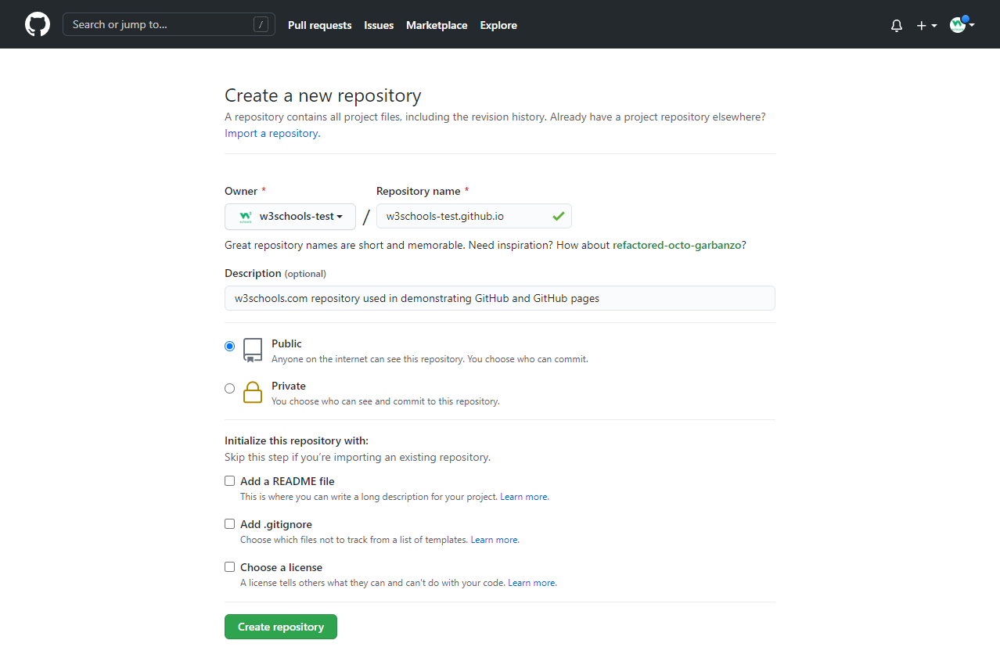 Search or jump to... /
Pull requests Issues Marketplace Explore
Create a new repository
A repository contains all project files, including the revision history. Already have a project repository elsewhere?
Import a repository.
Owner * Repository name *
w3schools-test / w3schools-test.github.io
Great repository names are short and memorable. Need inspiration? How about refactored-octo-garbanzo?
Description (optional)
w3schools.com repository used in demonstrating GitHub and GitHub pages
Public
Anyone on the internet can see this repository. You choose who can commit.
Private
You choose who can see and commit to this repository.
Initialize this repository with:
Skip this step if you’re importing an existing repository.
Add a README file
This is where you can write a long description for your project. Learn more.
Add .gitignore
Choose which files not to track from a list of templates. Learn more.
Choose a license
A license tells others what they can and can't do with your code. Learn more.
Create repository